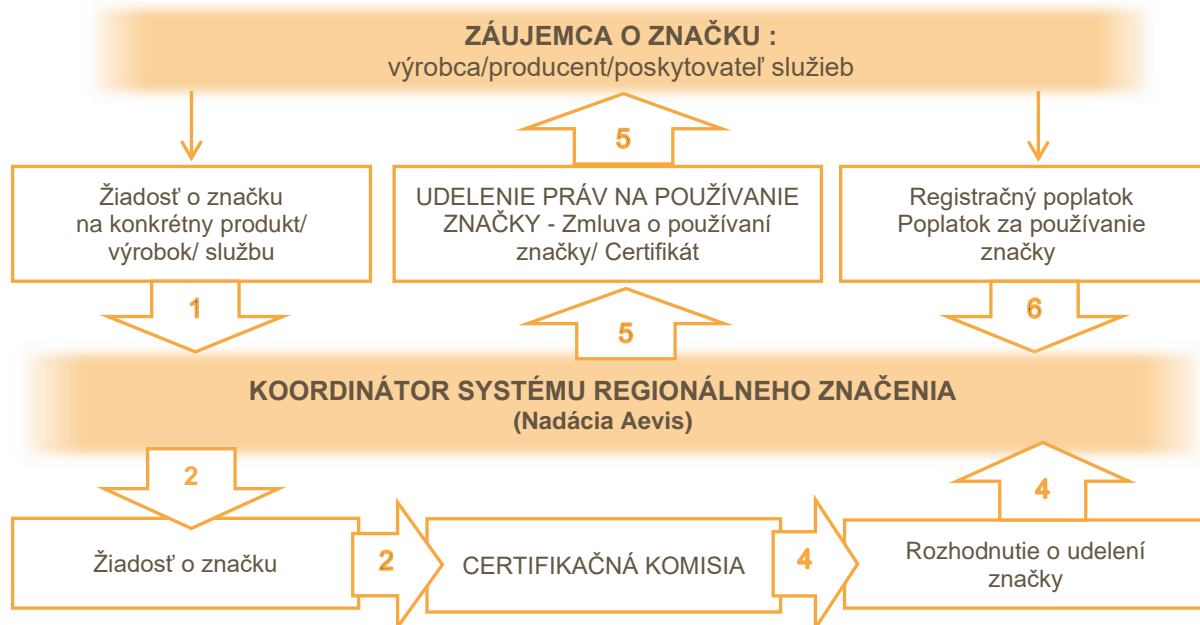 ZÁUJEMCA O ZNAČKU :
výrobca/producent/poskytovateľ služieb
5
Žiadosť o značku
na konkrétny produkt/
výrobok/ službu
UDELENIE PRÁV NA POUŽÍVANIE
ZNAČKY - Zmluva o používaní
značky/ Certifikát
Registračný poplatok
Poplatok za používanie
značky
1
5
6
KOORDINÁTOR SYSTÉMU REGIONÁLNEHO ZNAČENIA
(Nadácia Aevis)
2
4
Žiadosť o značku
2
CERTIFIKAČNÁ KOMISIA
4
Rozhodnutie o udelení
značky